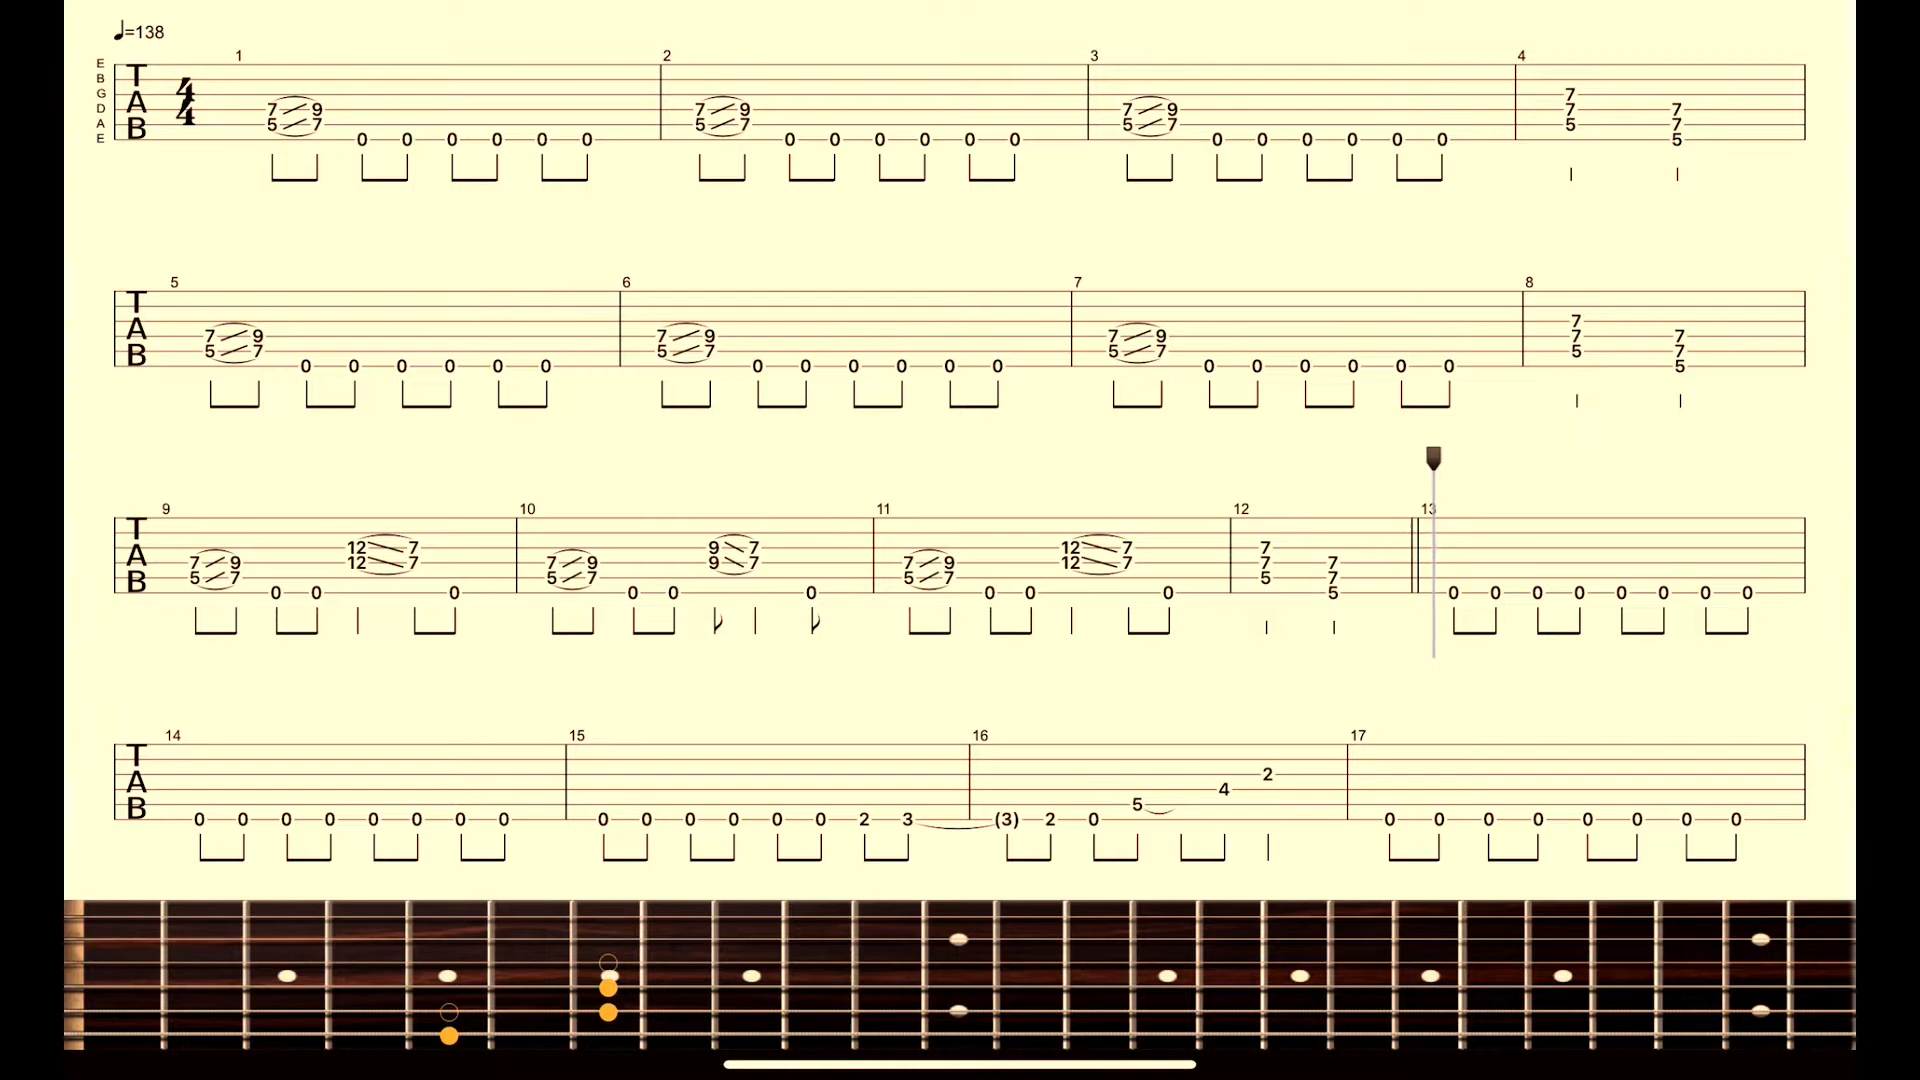 ♩=138
1 2 3 4
E
B
G 7
D 7 9 7 9 7 9 7 7
A 5 7 5 7 5 7 5 7
E 0 0 0 0 0 0 0 0 0 0 0 0 0 0 0 0 0 0 5
T
A
B
4
4
5 6 7 8
T
A
B
7
7 9 7 9 7 9 7 7
5 7 5 7 5 7 5 7
0 0 0 0 0 0 0 0 0 0 0 0 0 0 0 0 0 0 5
9 10 11 12 13
T
A
B
12 7 9 7 12 7 7
7 9 12 7 7 9 9 7 7 9 12 7 7 7
5 7 5 7 5 7 5 7
0 0 0 0 0 0 0 0 0 5 0 0 0 0 0 0 0 0
14 15 16 17
T
A
B
2
4
5
0 0 0 0 0 0 0 0 0 0 0 0 0 0 2 3 (3) 2 0 0 0 0 0 0 0 0 0